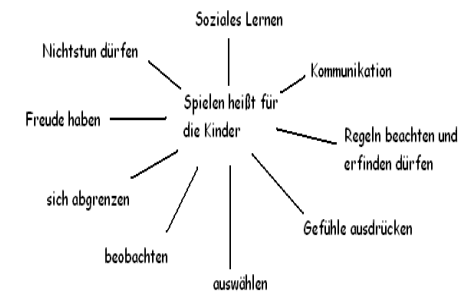 Soziales Lernen
Nichtstun dürfen
Kommunikation
Spielen heißt für
die Kinder
Freude haben
Regeln beachten und
erfinden dürfen
sich abgrenzen
Gefühle ausdrücken
beobachten
auswählen